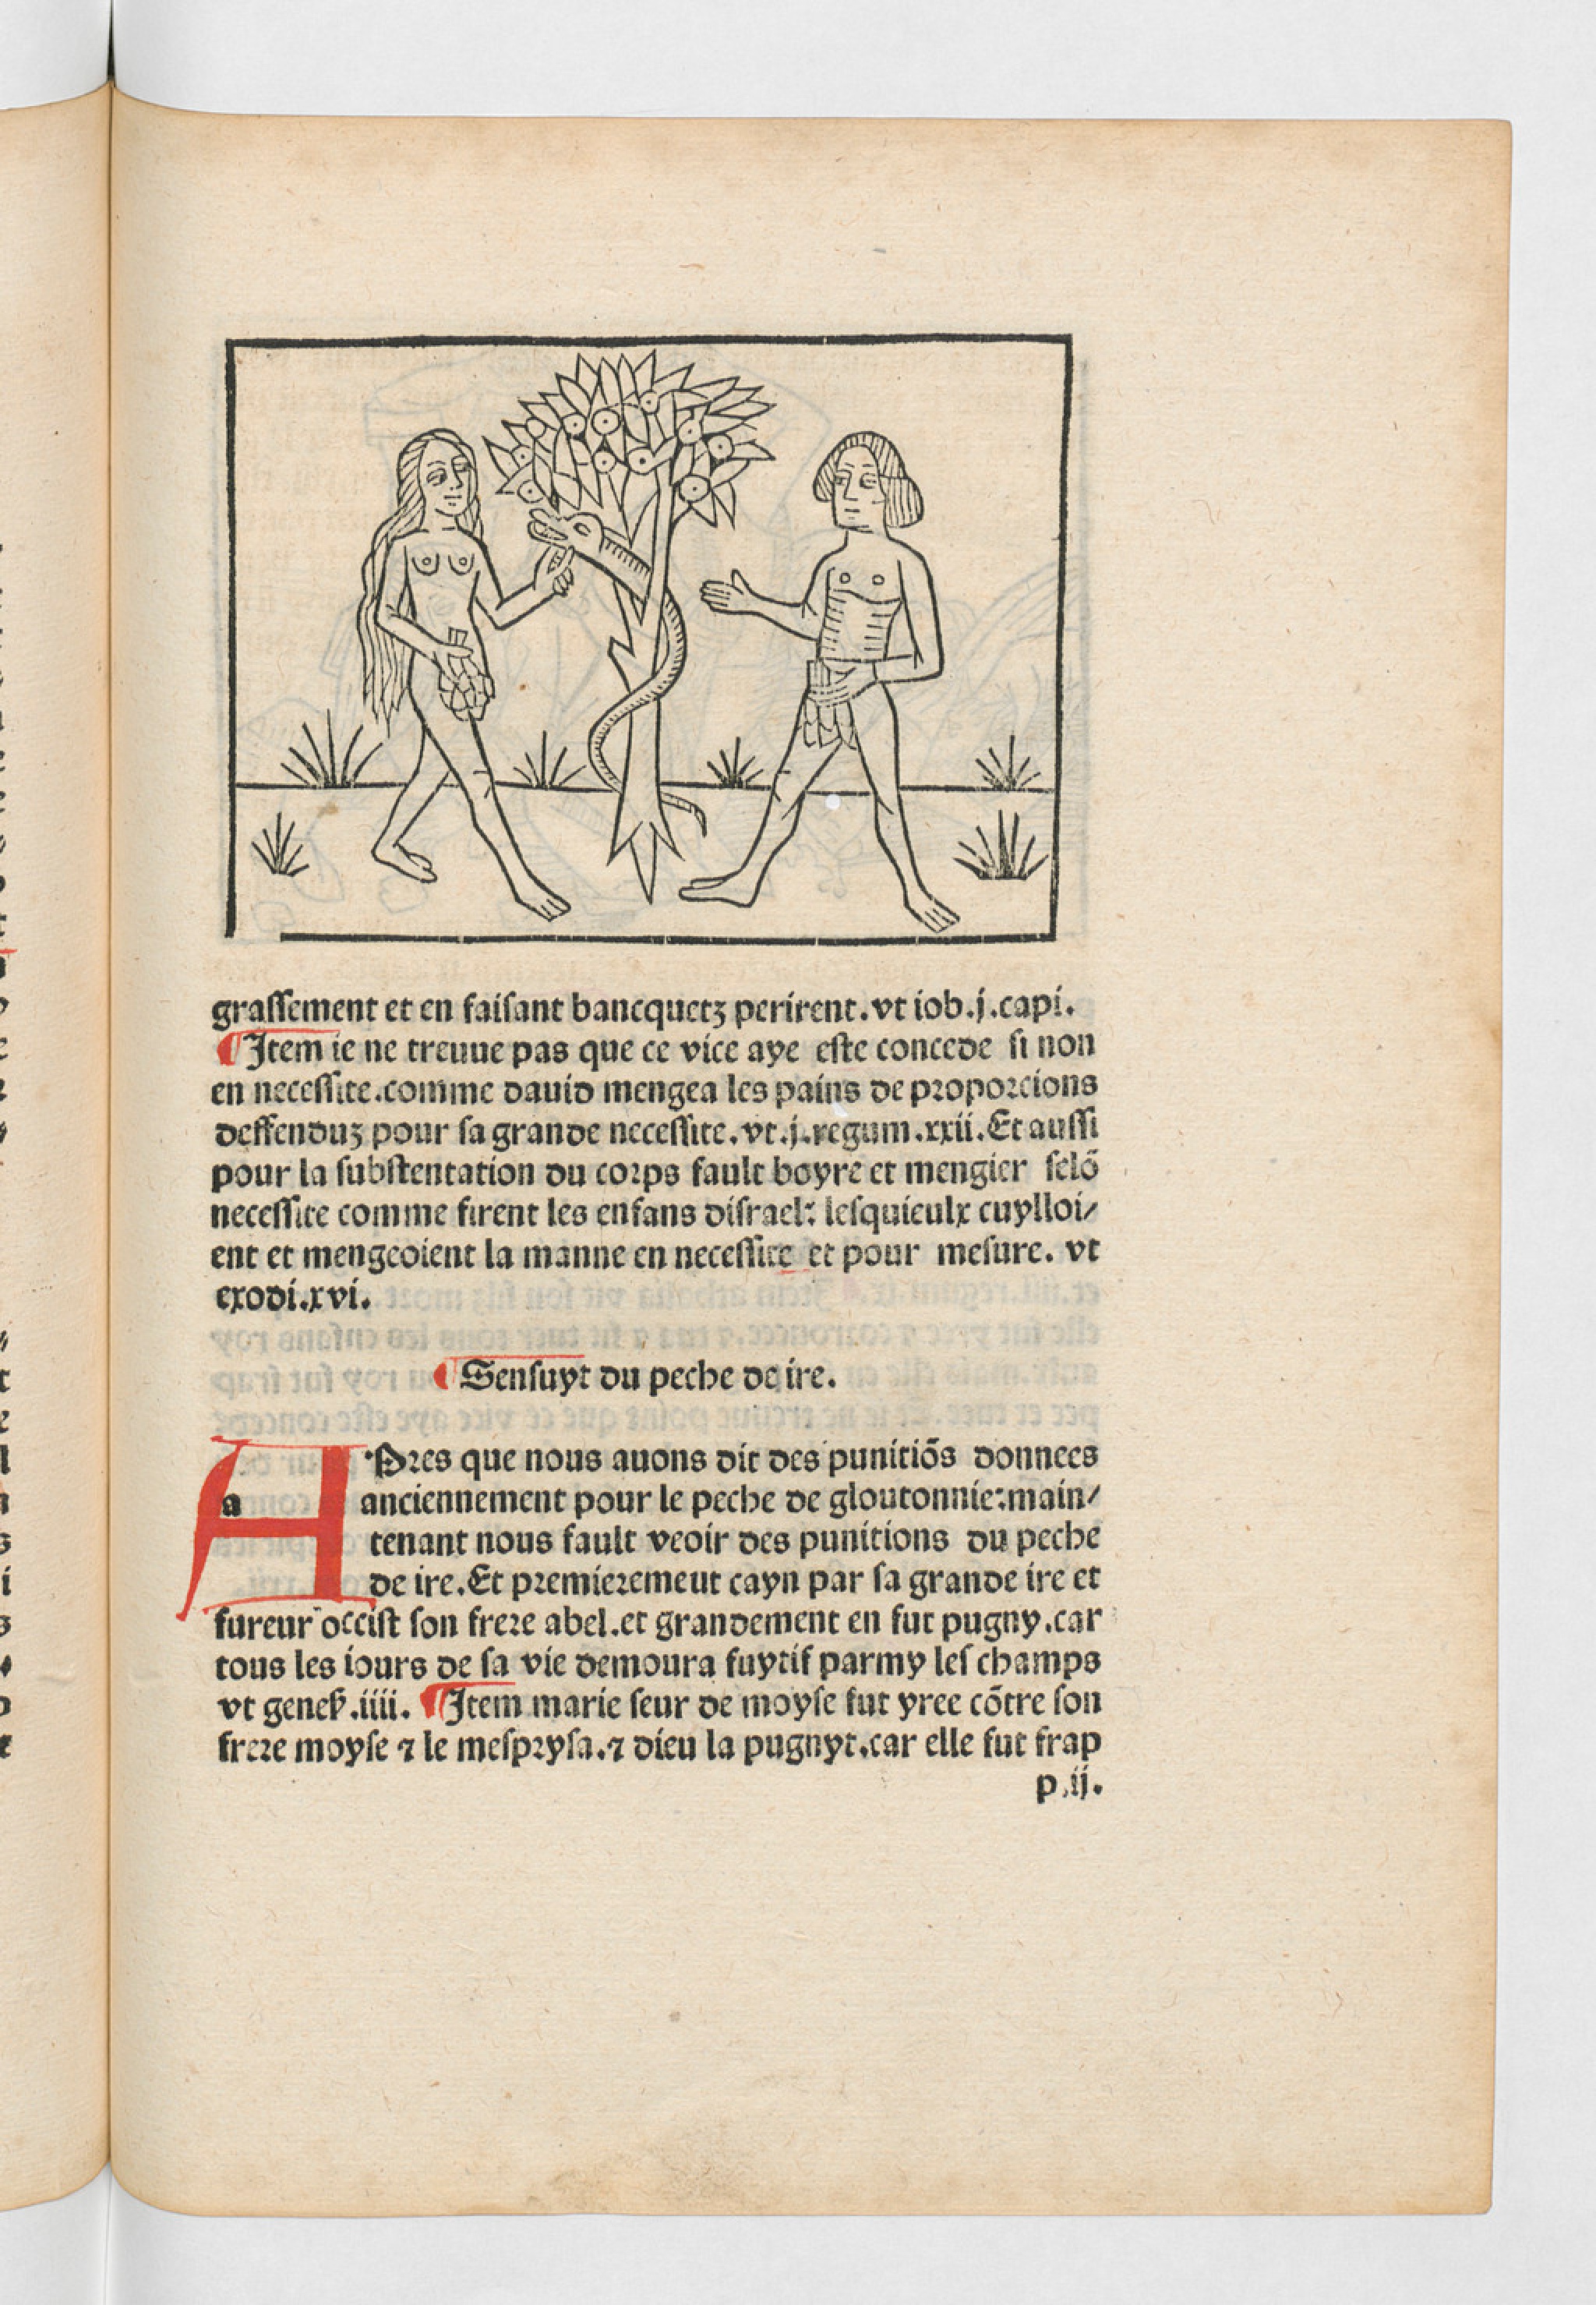 grassement et en faisant bancquetz perirent. vt iob .j. capi.
¶ Item ie ne treuue pas que ce vice aye este concede si non
en necessite. comme dauid mengea les pains de proporcions
deffenduz pour sa grande necessite. vt .j. regum .xxii. Et aussi
pour la substentation du corps fault boyre et mengier selõ
necessite comme firent les enfans disrael: lesquieulx cuylloi/
ent et mengeoient la manne en necessite et pour mesure. vt
exodi .xvi.
¶ Sensuyt du peche de ire.
A Pres que nous auons dit des punitiõs donnees
a anciennement pour le peche de gloutonnie: main/
tenant nous fault veoir des punitions du peche
de ire. Et premieremeut cayn par sa grande ire et
fureur occist son frere abel. et grandement en fut pugny. car
tous les iours de sa vie demoura fuytif parmy les champs
vt genes̃ .iiii. ¶ Item marie seur de moyse fut yree cõtre son
frere moyse ⁊ le mesprysa. ⁊ dieu la pugnyt. car elle fut frap
p .ij.